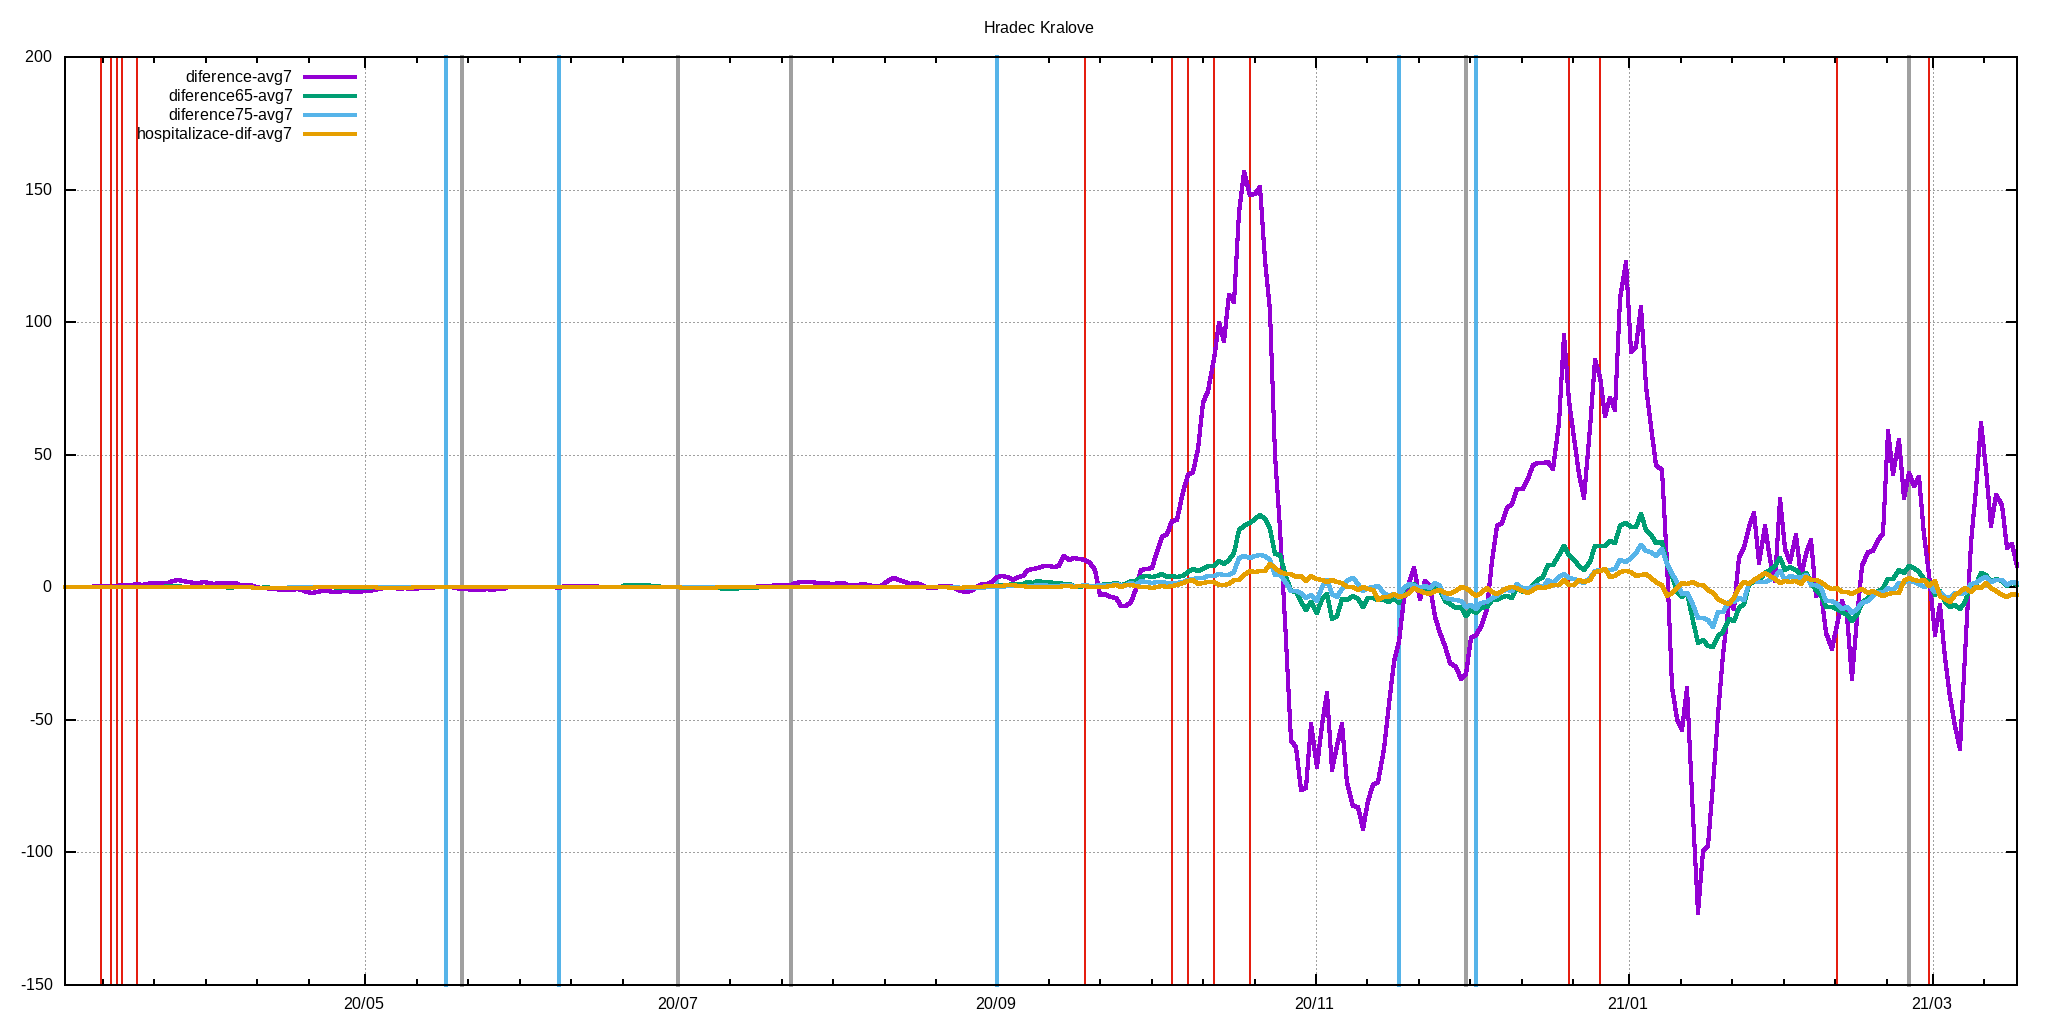 Hradec Kralove
200
150
100
50
0
-50
-100
-150
diference-avg7
diference65-avg7
diference75-avg7
hospitalizace-dif-avg7
20/05 20/07 20/09 20/11 21/01 21/03